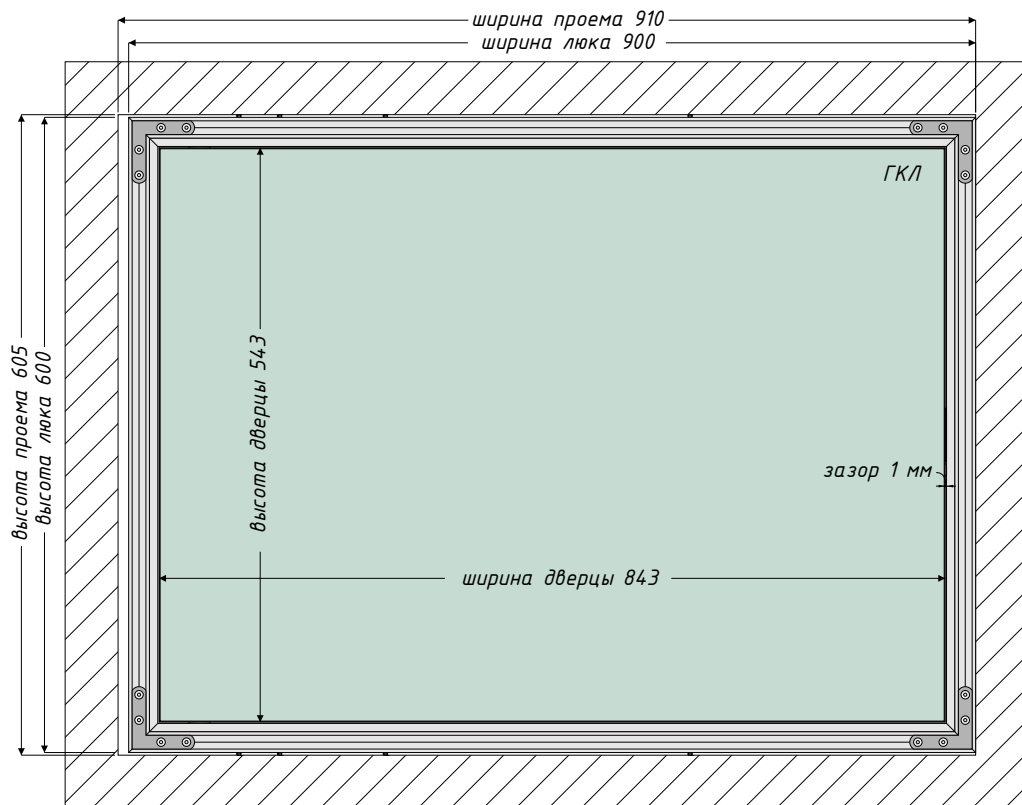 ширина проема 910
ширина люка 900
ГКЛ
высота проема 605
высота люка 600
высота дверцы 543
зазор 1 мм
ширина дверцы 843